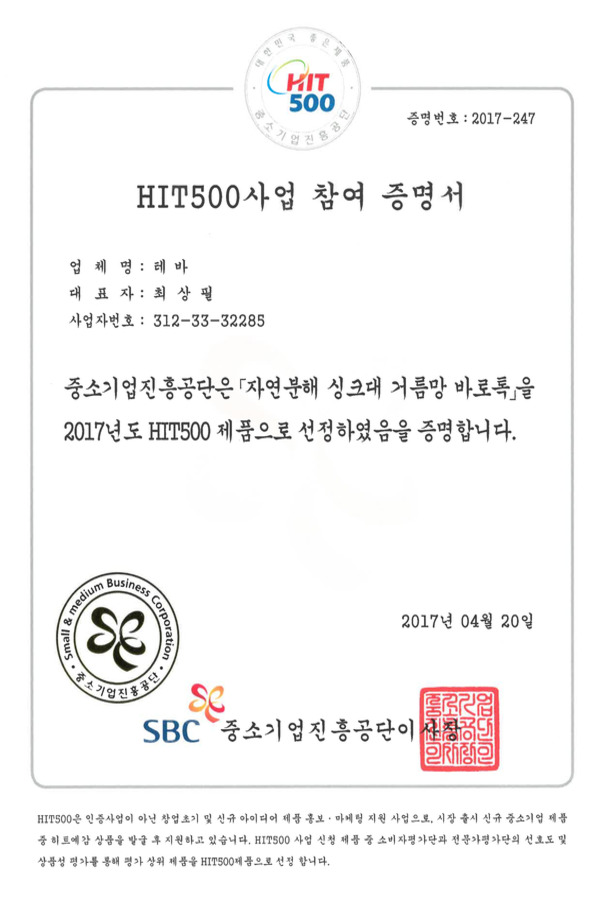 대한민국 좋은제품
HIT
500
중소기업진흥공단
증명번호 : 2017-247
HIT500사업 참여 증명서
업 체 명 : 테바
대 표 자 : 최 상 필
사업자번호 : 312-33-32285
중소기업진흥공단은「자연분해 싱크대 거름망 바로톡」을
2017년도 HIT500 제품으로 선정하였음을 증명합니다.
2017년 04월 20일
Small & medium Business Corporation
중소기업진흥공단
SBC 중소기업진흥공단이사장
HIT500은 인증사업이 아닌 창업초기 및 신규 아이디어 제품 홍보·마케팅 지원 사업으로, 시장 출시 신규 중소기업 제품
중 히트예감 상품을 발굴 후 지원하고 있습니다. HIT500 사업 신청 제품 중 소비자평가단과 전문가평가단의 선호도 및
상품성 평가를 통해 평가 상위 제품을 HIT500제품으로 선정 합니다.